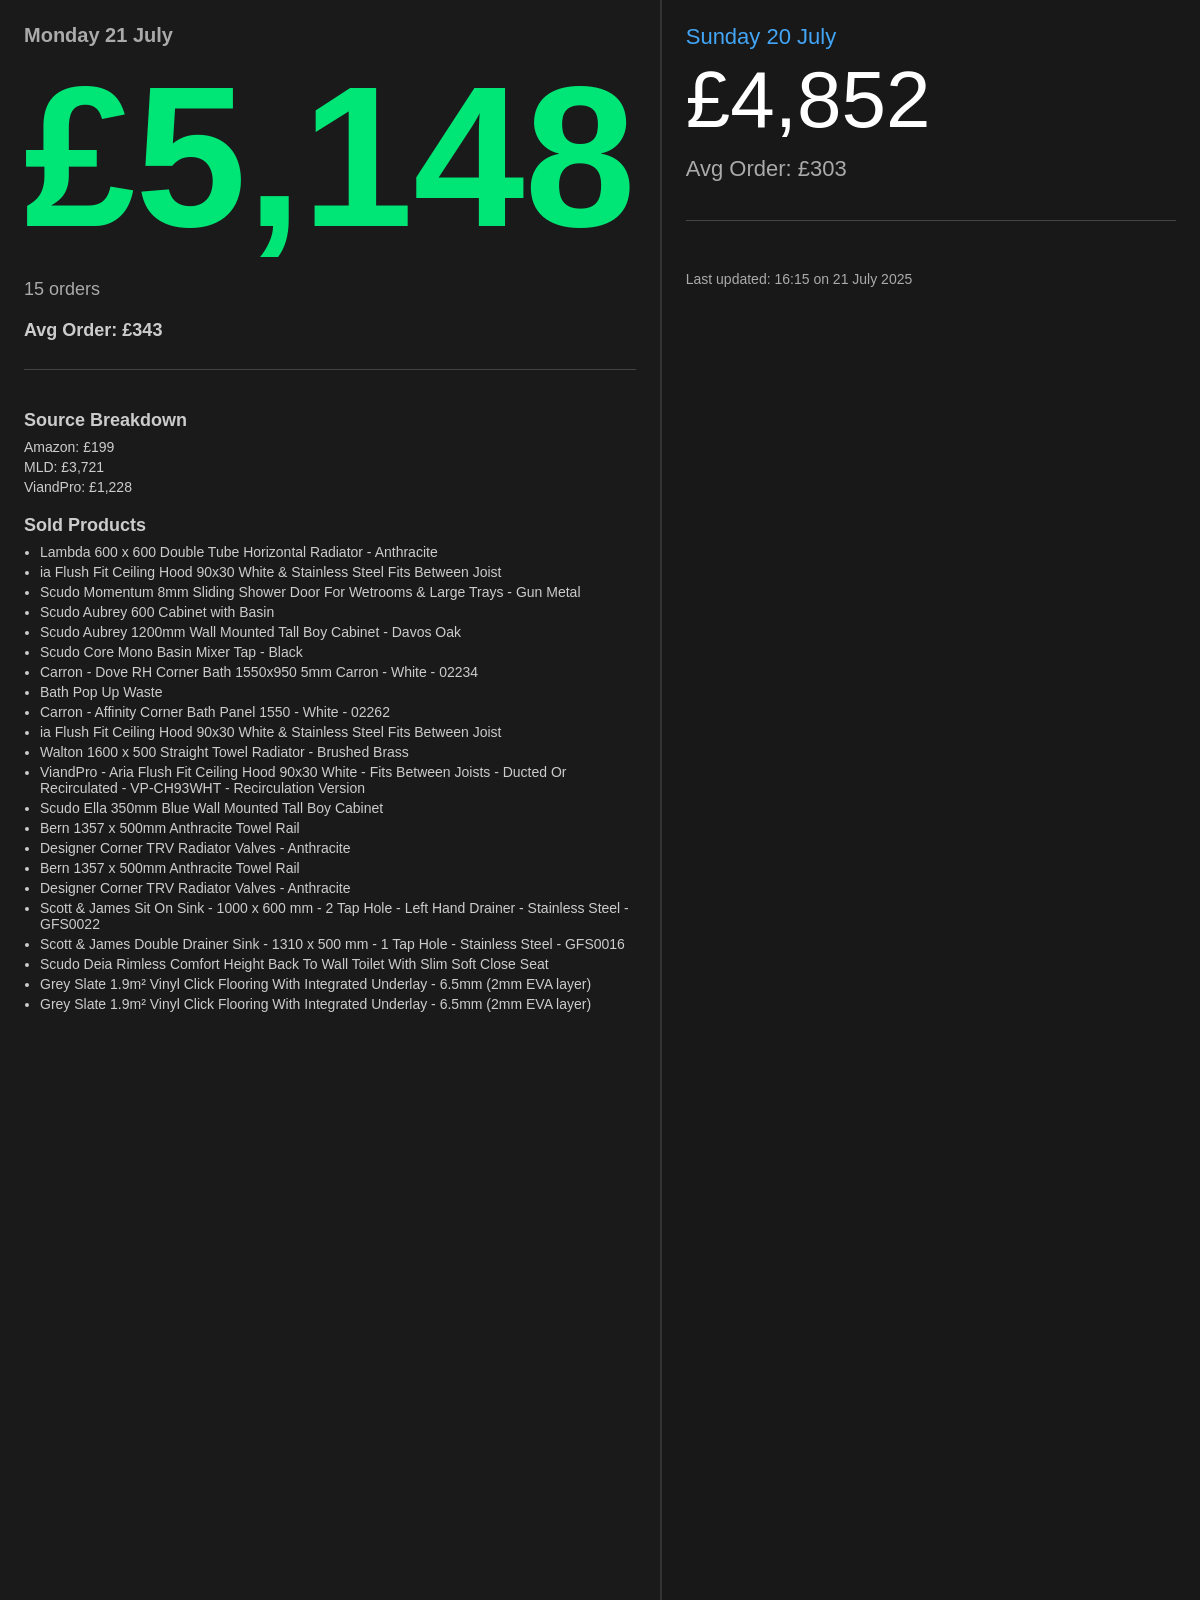 Monday 21 July
£5,148
15 orders
Avg Order: £343
Source Breakdown
Amazon: £199
MLD: £3,721
ViandPro: £1,228
Sold Products
• Lambda 600 x 600 Double Tube Horizontal Radiator - Anthracite
• ia Flush Fit Ceiling Hood 90x30 White & Stainless Steel Fits Between Joist
• Scudo Momentum 8mm Sliding Shower Door For Wetrooms & Large Trays - Gun Metal
• Scudo Aubrey 600 Cabinet with Basin
• Scudo Aubrey 1200mm Wall Mounted Tall Boy Cabinet - Davos Oak
• Scudo Core Mono Basin Mixer Tap - Black
• Carron - Dove RH Corner Bath 1550x950 5mm Carron - White - 02234
• Bath Pop Up Waste
• Carron - Affinity Corner Bath Panel 1550 - White - 02262
• ia Flush Fit Ceiling Hood 90x30 White & Stainless Steel Fits Between Joist
• Walton 1600 x 500 Straight Towel Radiator - Brushed Brass
• ViandPro - Aria Flush Fit Ceiling Hood 90x30 White - Fits Between Joists - Ducted Or
Recirculated - VP-CH93WHT - Recirculation Version
• Scudo Ella 350mm Blue Wall Mounted Tall Boy Cabinet
• Bern 1357 x 500mm Anthracite Towel Rail
• Designer Corner TRV Radiator Valves - Anthracite
• Bern 1357 x 500mm Anthracite Towel Rail
• Designer Corner TRV Radiator Valves - Anthracite
• Scott & James Sit On Sink - 1000 x 600 mm - 2 Tap Hole - Left Hand Drainer - Stainless Steel -
GFS0022
• Scott & James Double Drainer Sink - 1310 x 500 mm - 1 Tap Hole - Stainless Steel - GFS0016
• Scudo Deia Rimless Comfort Height Back To Wall Toilet With Slim Soft Close Seat
• Grey Slate 1.9m² Vinyl Click Flooring With Integrated Underlay - 6.5mm (2mm EVA layer)
• Grey Slate 1.9m² Vinyl Click Flooring With Integrated Underlay - 6.5mm (2mm EVA layer)
Sunday 20 July
£4,852
Avg Order: £303
Last updated: 16:15 on 21 July 2025